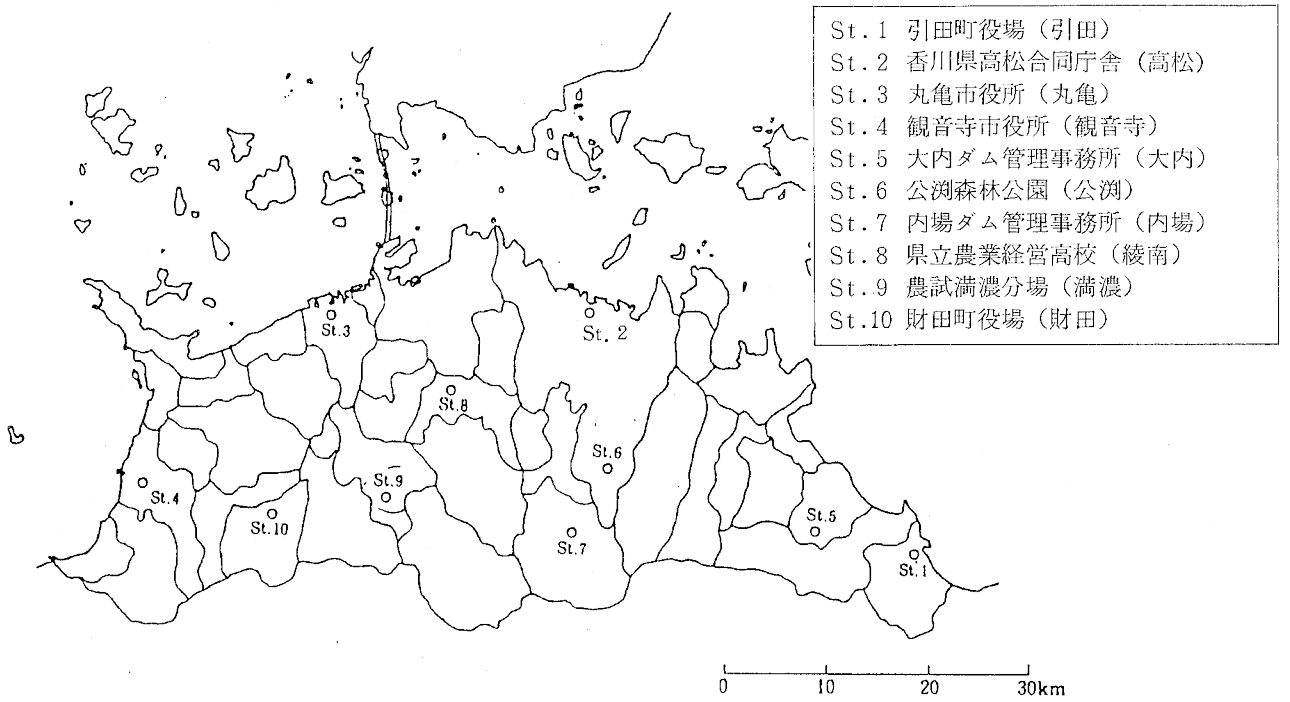 St.1 引田町役場（引田）
St.2 香川県高松合同庁舎（高松）
St.3 丸亀市役所（丸亀）
St.4 観音寺市役所（観音寺）
St.5 大内ダム管理事務所（大内）
St.6 公渕森林公園（公渕）
St.7 内場ダム管理事務所（内場）
St.8 県立農業経営高校（綾南）
St.9 農試満濃分場（満濃）
St.10 財田町役場（財田）
St.3
St.2
St.8
St.6
St.9
St.4
St.10
St.5
St.7
St.1
0 10 20 30km